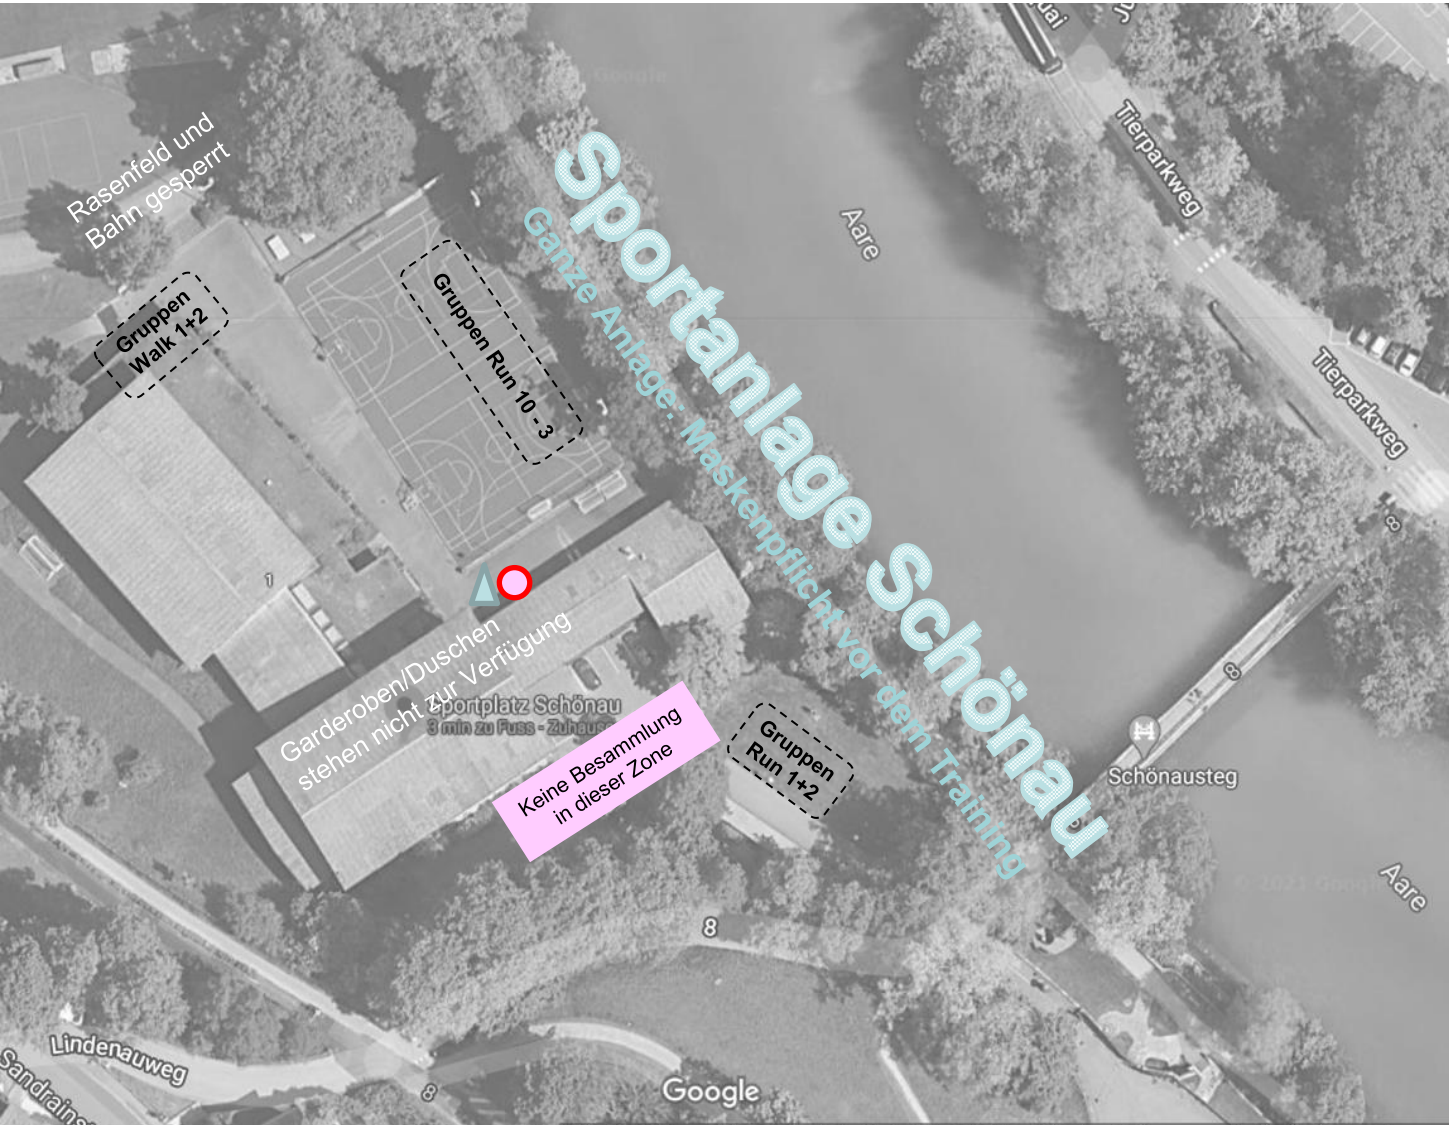 Tierparkweg
Rasenfeld und
Bahn gesperrt
Sportanlage Schönau
Ganze Anlage: Maskenpflicht vor dem Training
Aare
Gruppen
Walk 1+2
Gruppen Run 10 - 3
Tierparkweg
8
1
Garderoben/Duschen
stehen nicht zur Verfügung
Sportplatz Schönau
3 min zu Fuss - Zuhause
Keine Besammlung
in dieser Zone
Gruppen
Run 1+2
8
Schönausteg
Aare
8
Lindenauweg
8
Google